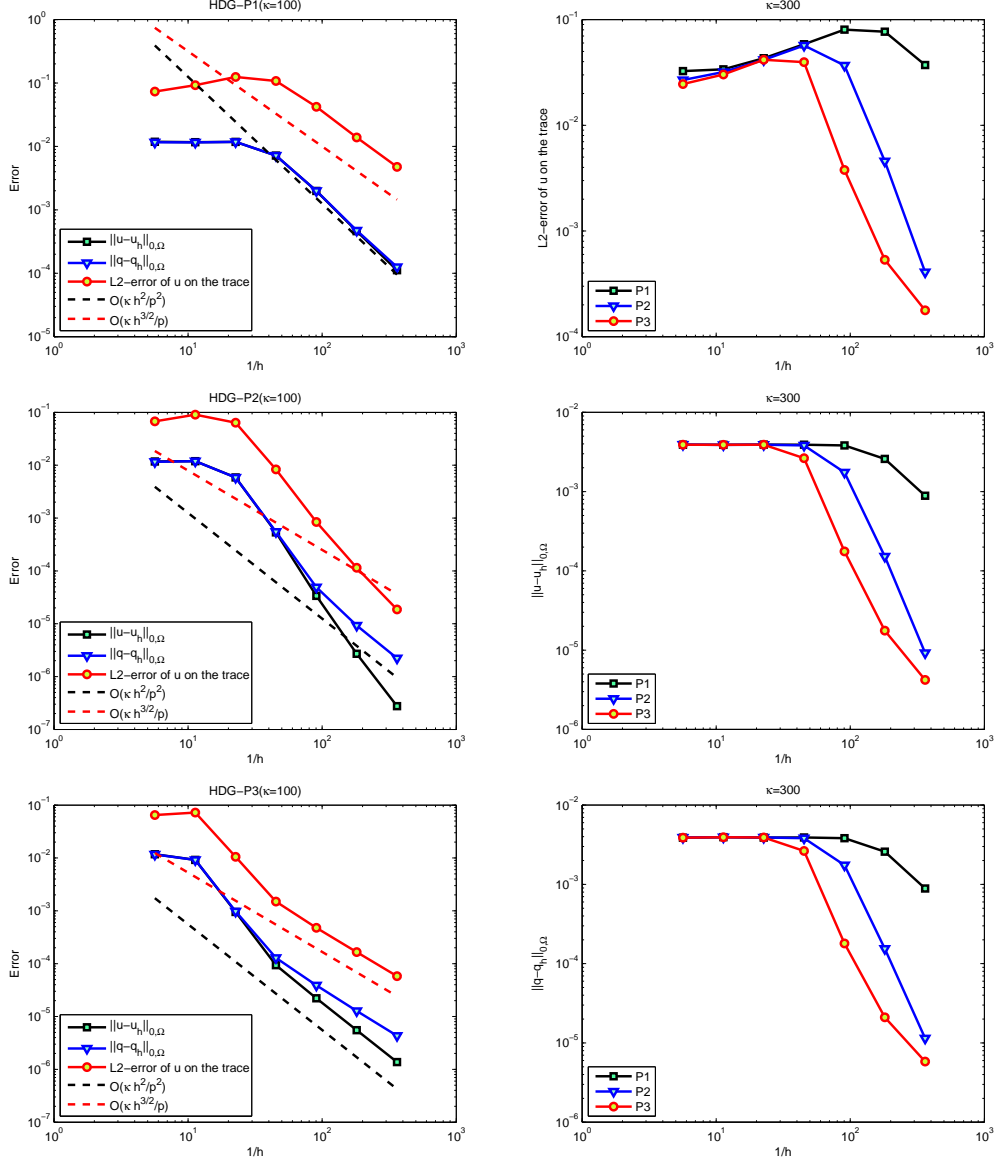 HDG−P1(κ=100)
10^0
10^-1
10^-2
10^-3
10^-4
10^-5
Error
||u−u_h||_{0,Ω}
||q−q_h||_{0,Ω}
L2−error of u on the trace
O(κ h^2/p^2)
O(κ h^{3/2}/p)
10^0
10^1
10^2
10^3
1/h
κ=300
10^-1
10^-2
10^-3
10^-4
L2−error of u on the trace
P1
P2
P3
10^0
10^1
10^2
10^3
1/h
HDG−P2(κ=100)
10^-1
10^-2
10^-3
10^-4
10^-5
10^-6
10^-7
Error
||u−u_h||_{0,Ω}
||q−q_h||_{0,Ω}
L2−error of u on the trace
O(κ h^2/p^2)
O(κ h^{3/2}/p)
10^0
10^1
10^2
10^3
1/h
κ=300
10^-2
10^-3
10^-4
10^-5
10^-6
||u−u_h||_{0,Ω}
P1
P2
P3
10^0
10^1
10^2
10^3
1/h
HDG−P3(κ=100)
10^-1
10^-2
10^-3
10^-4
10^-5
10^-6
10^-7
Error
||u−u_h||_{0,Ω}
||q−q_h||_{0,Ω}
L2−error of u on the trace
O(κ h^2/p^2)
O(κ h^{3/2}/p)
10^0
10^1
10^2
10^3
1/h
κ=300
10^-2
10^-3
10^-4
10^-5
10^-6
||q−q_h||_{0,Ω}
P1
P2
P3
10^0
10^1
10^2
10^3
1/h